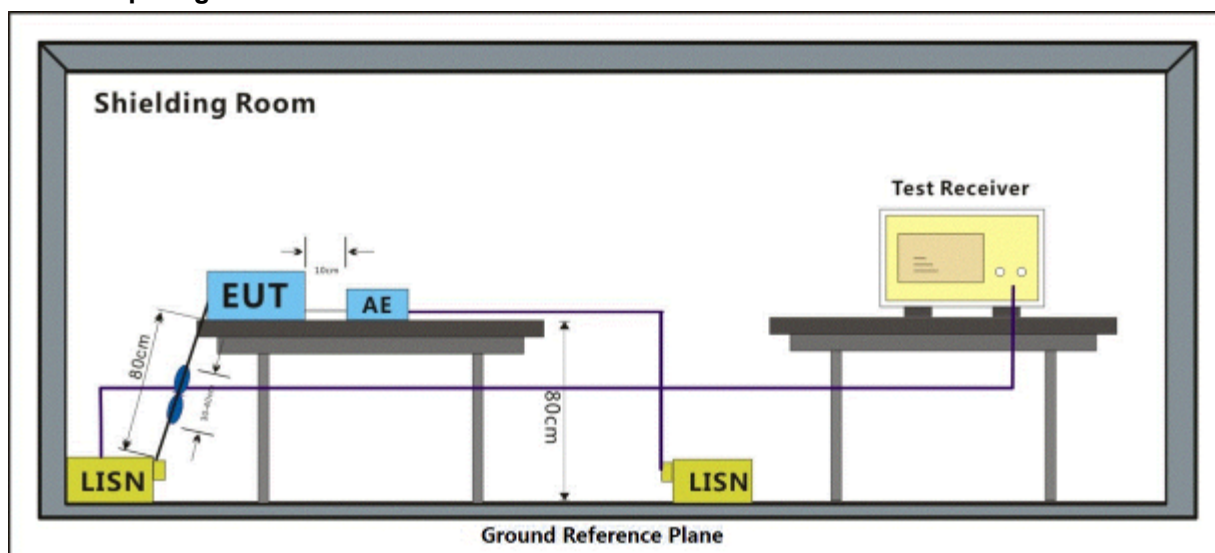 Shielding Room
Test Receiver
10cm
EUT
AE
80cm
80cm
LISN
LISN
Ground Reference Plane